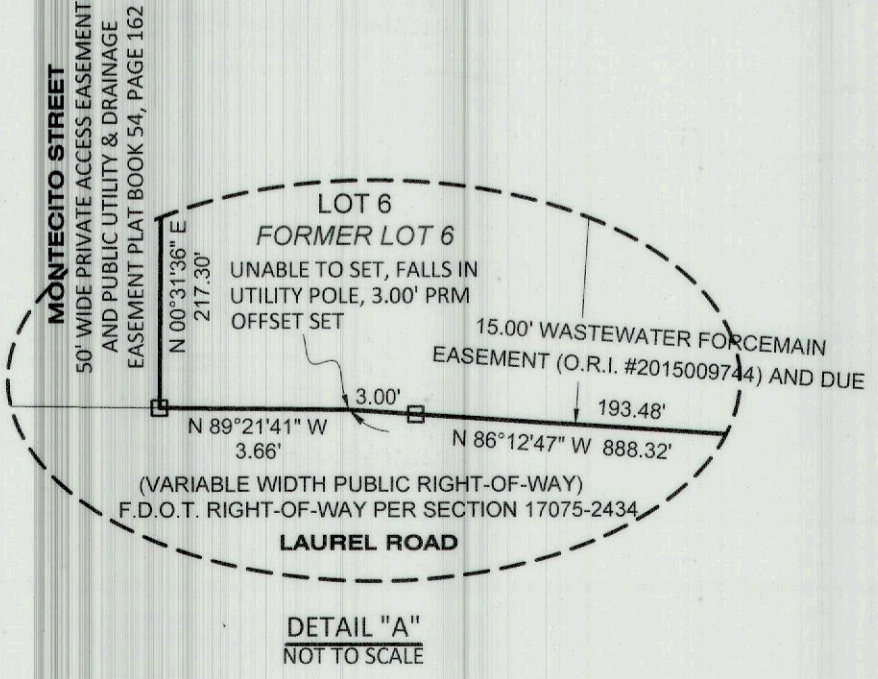 MONTECITO STREET
50' WIDE PRIVATE ACCESS EASEMENT
AND PUBLIC UTILITY & DRAINAGE
EASEMENT PLAT BOOK 54, PAGE 162
LOT 6
FORMER LOT 6
N 00°31'36" E
217.30'
UNABLE TO SET, FALLS IN
UTILITY POLE, 3.00' PRM
OFFSET SET
15.00' WASTEWATER FORCEMAIN
EASEMENT (O.R.I. #2015009744) AND DUE
3.00'
193.48'
N 89°21'41" W
3.66'
N 86°12'47" W 888.32'
(VARIABLE WIDTH PUBLIC RIGHT-OF-WAY)
F.D.O.T. RIGHT-OF-WAY PER SECTION 17075-2434
LAUREL ROAD
DETAIL "A"
NOT TO SCALE